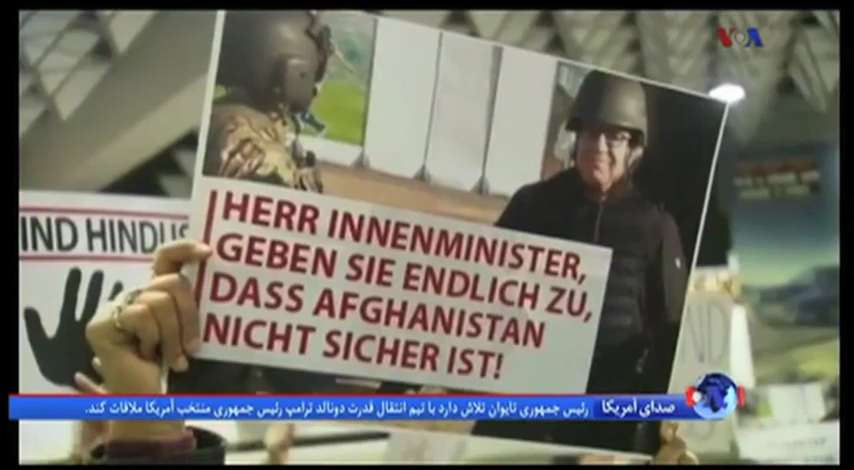 VOA
IND HINDUS
HERR INNENMINISTER,
GEBEN SIE ENDLICH ZU,
DASS AFGHANISTAN
NICHT SICHER IST!
صدای آمریکا
رئیس جمهوری تایوان تلاش دارد با تیم انتقال قدرت دونالد ترامپ رئیس جمهوری منتخب آمریکا ملاقات کند.